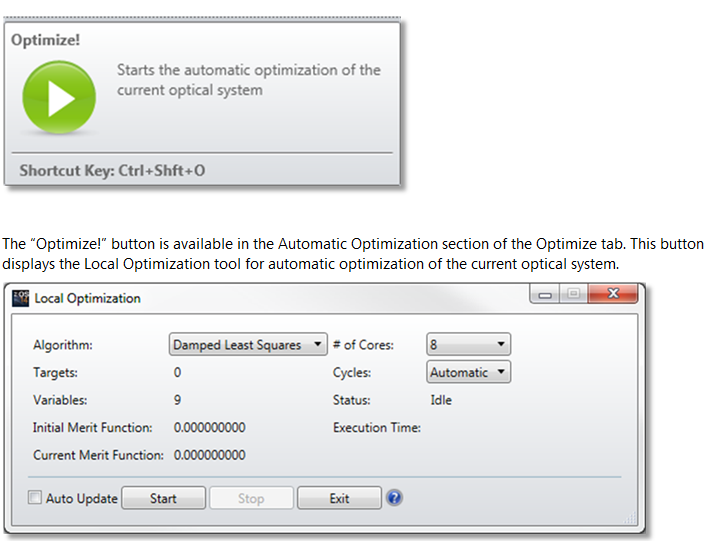 Optimize!
Starts the automatic optimization of the
current optical system
Shortcut Key: Ctrl+Shft+O
The “Optimize!” button is available in the Automatic Optimization section of the Optimize tab. This button
displays the Local Optimization tool for automatic optimization of the current optical system.
Local Optimization
Algorithm: Damped Least Squares # of Cores: 8
Targets: 0 Cycles: Automatic
Variables: 9 Status: Idle
Initial Merit Function: 0.000000000 Execution Time:
Current Merit Function: 0.000000000
Auto Update Start Stop Exit ?